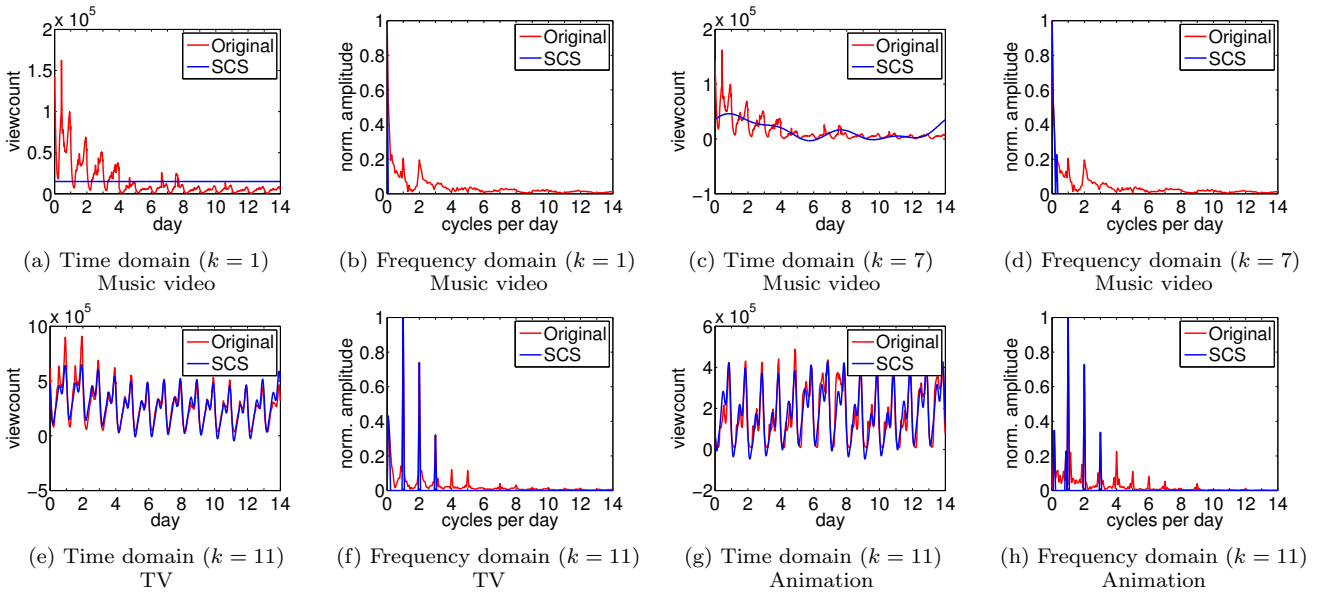 x 10^5
2
1.5
1
0.5
0
viewcount
0 2 4 6 8 10 12 14
day
Original
SCS
(a) Time domain (k = 1)
Music video
1
0.8
0.6
0.4
0.2
0
norm. amplitude
0 2 4 6 8 10 12 14
cycles per day
Original
SCS
(b) Frequency domain (k = 1)
Music video
x 10^5
2
1
0
−1
viewcount
0 2 4 6 8 10 12 14
day
Original
SCS
(c) Time domain (k = 7)
Music video
1
0.8
0.6
0.4
0.2
0
norm. amplitude
0 2 4 6 8 10 12 14
cycles per day
Original
SCS
(d) Frequency domain (k = 7)
Music video
x 10^5
10
5
0
−5
viewcount
0 2 4 6 8 10 12 14
day
Original
SCS
(e) Time domain (k = 11)
TV
1
0.8
0.6
0.4
0.2
0
norm. amplitude
0 2 4 6 8 10 12 14
cycles per day
Original
SCS
(f) Frequency domain (k = 11)
TV
x 10^5
6
4
2
0
−2
viewcount
0 2 4 6 8 10 12 14
day
Original
SCS
(g) Time domain (k = 11)
Animation
1
0.8
0.6
0.4
0.2
0
norm. amplitude
0 2 4 6 8 10 12 14
cycles per day
Original
SCS
(h) Frequency domain (k = 11)
Animation